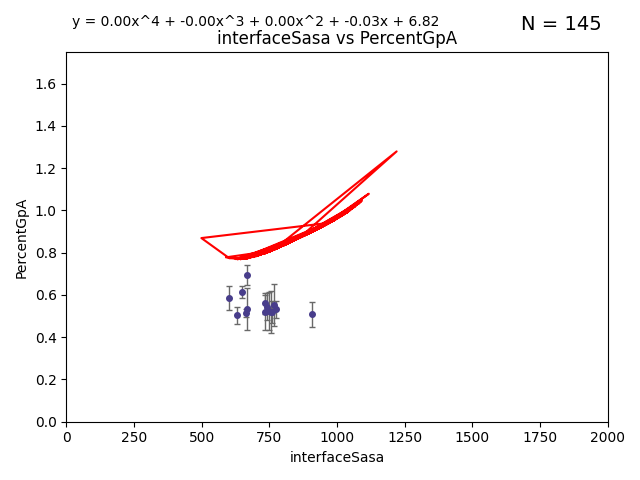 y = 0.00x^4 + -0.00x^3 + 0.00x^2 + -0.03x + 6.82
N = 145
interfaceSasa vs PercentGpA
1.6
1.4
1.2
1.0
0.8
0.6
0.4
0.2
0.0
PercentGpA
0 250 500 750 1000 1250 1500 1750 2000
interfaceSasa